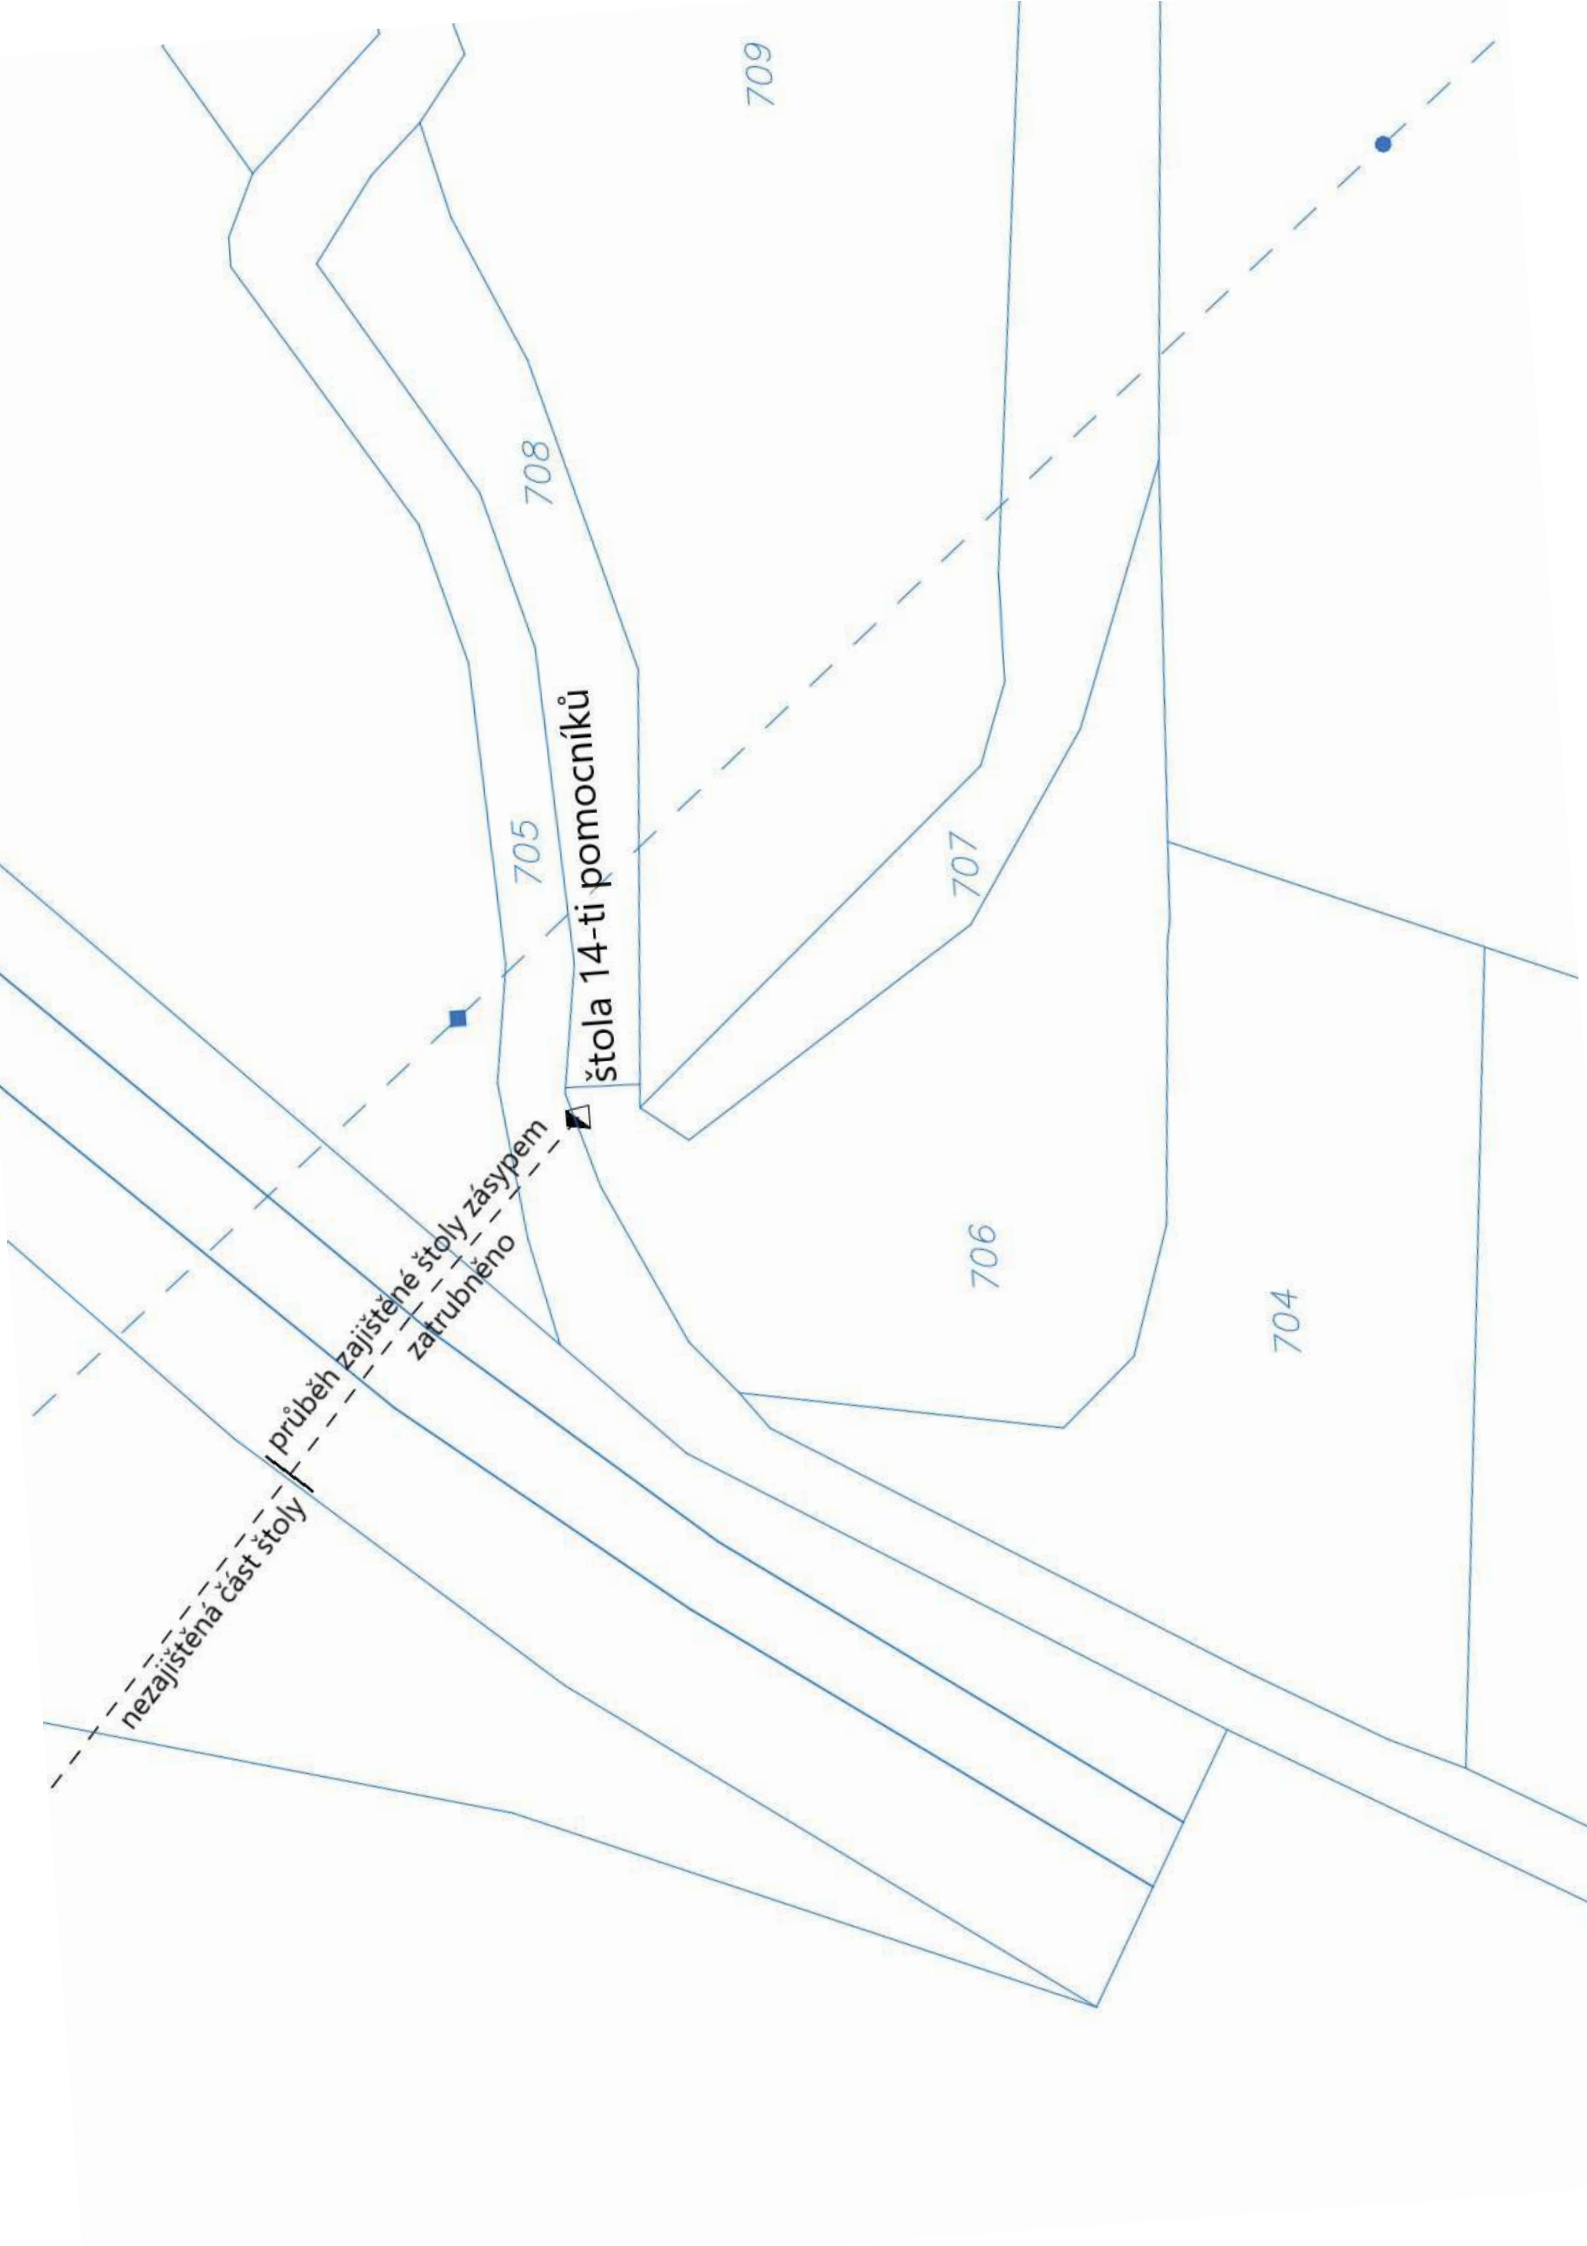 709
708
705
štola 14-ti pomocníků
707
průběh zajištěné štoly zásypem
zatrubněno
nezajištěná část štoly
706
704